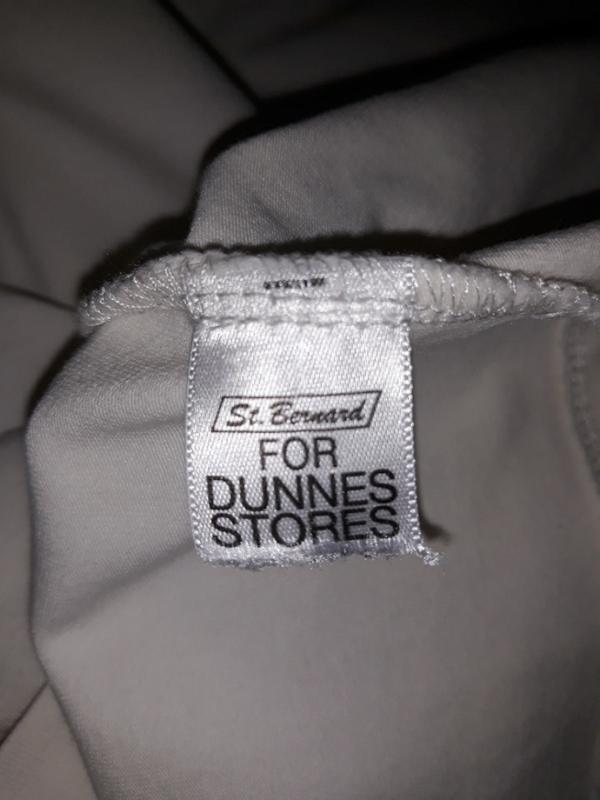 St. Bernard
FOR
DUNNES
STORES